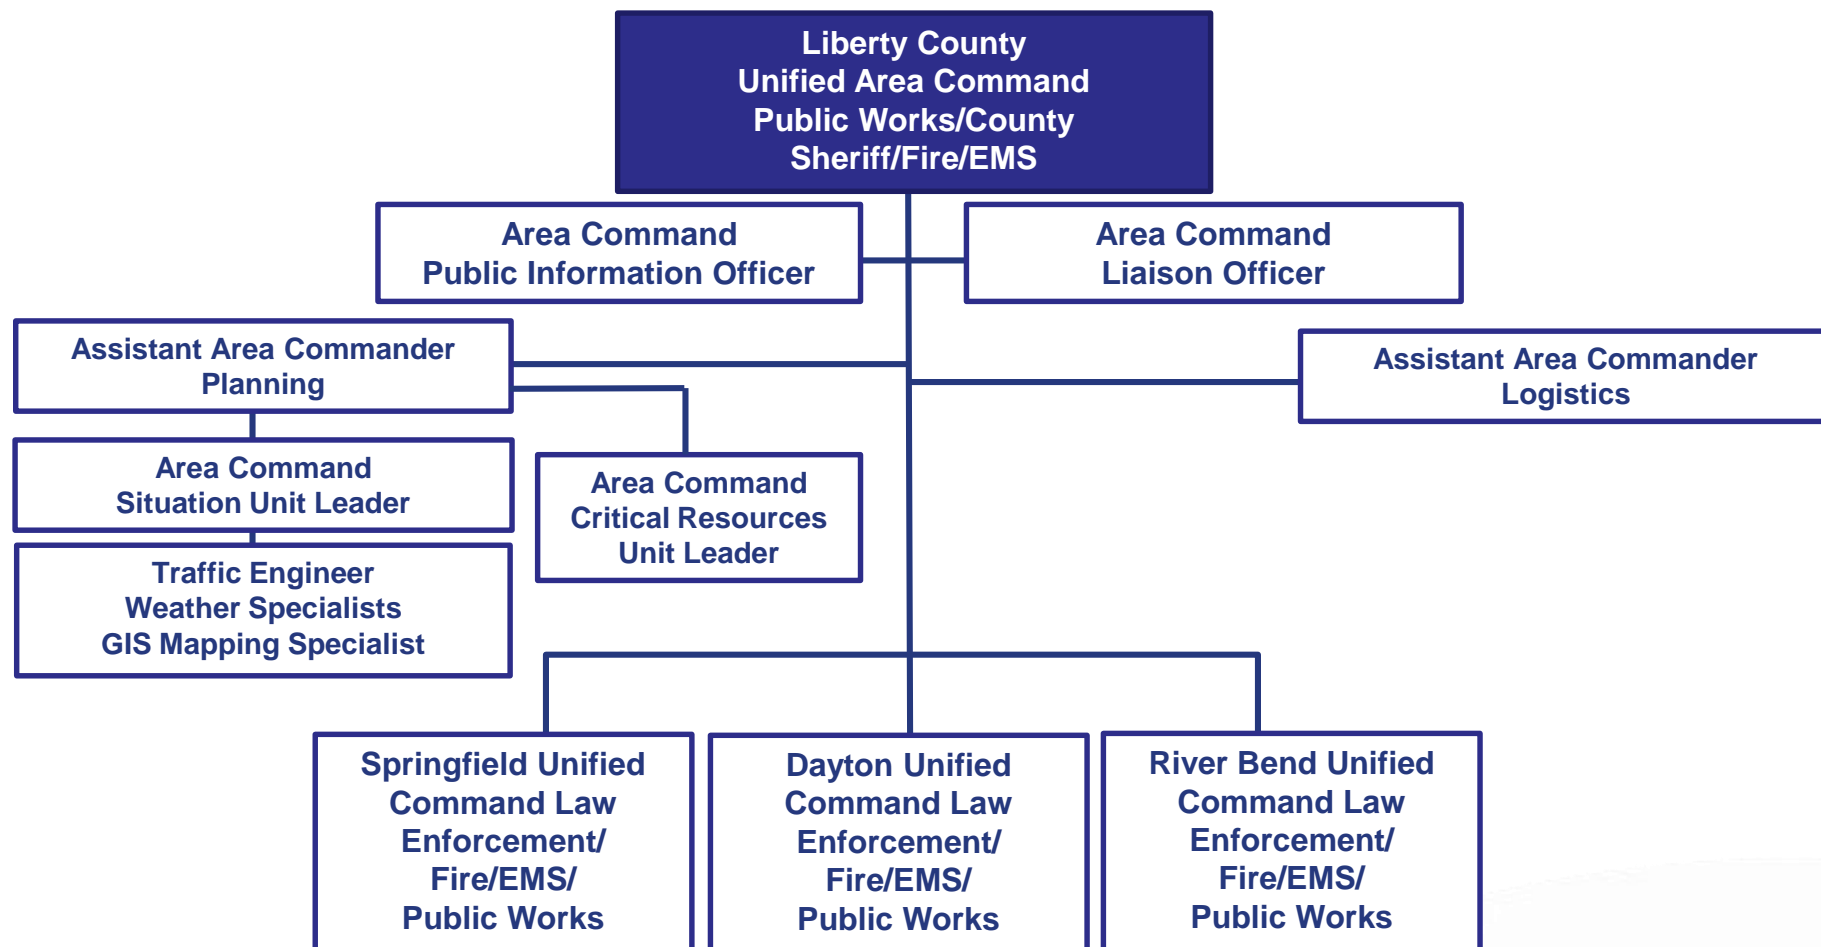 Liberty County
Unified Area Command
Public Works/County
Sheriff/Fire/EMS
Area Command
Public Information Officer
Area Command
Liaison Officer
Assistant Area Commander
Planning
Assistant Area Commander
Logistics
Area Command
Situation Unit Leader
Area Command
Critical Resources
Unit Leader
Traffic Engineer
Weather Specialists
GIS Mapping Specialist
Springfield Unified
Command Law
Enforcement/
Fire/EMS/
Public Works
Dayton Unified
Command Law
Enforcement/
Fire/EMS/
Public Works
River Bend Unified
Command Law
Enforcement/
Fire/EMS/
Public Works